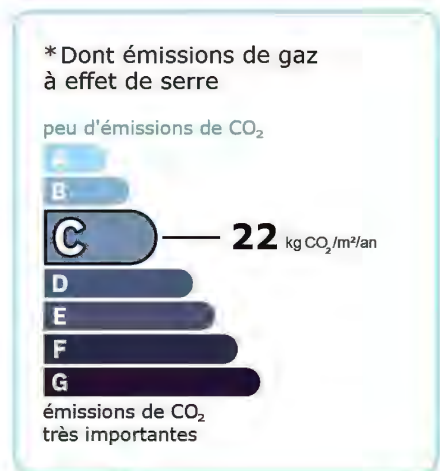 *Dont émissions de gaz
à effet de serre
peu d'émissions de CO₂
A
B
C 22 kg CO₂/m²/an
D
E
F
G
émissions de CO₂
très importantes